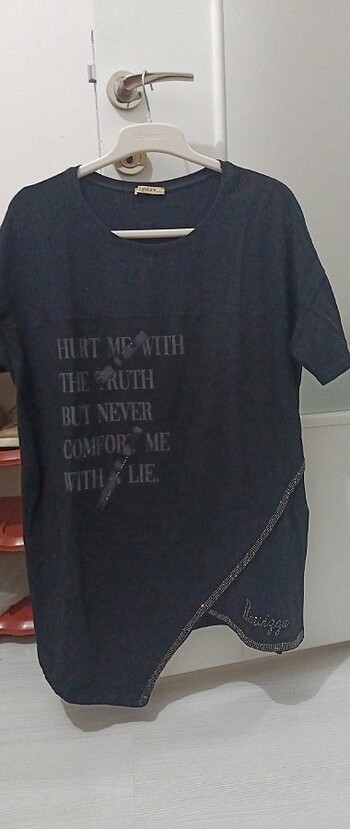 HURT ME WITH
THE TRUTH
BUT NEVER
COMFORT ME
WITH A LIE.